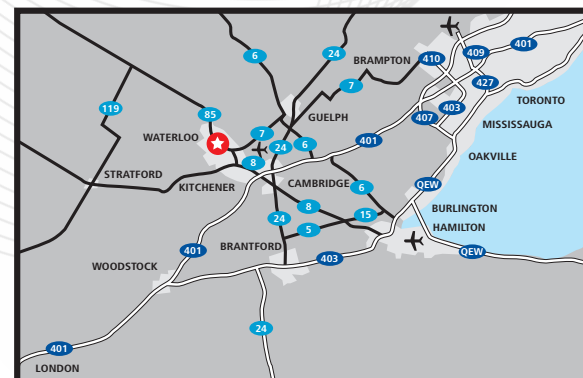 6
24
BRAMPTON
410
409
401
7
427
119
85
GUELPH
TORONTO
403
407
WATERLOO
7
24
6
401
MISSISSAUGA
STRATFORD
8
OAKVILLE
KITCHENER
CAMBRIDGE
6
QEW
24
8
15
BURLINGTON
5
HAMILTON
401
BRANTFORD
403
QEW
WOODSTOCK
24
401
LONDON